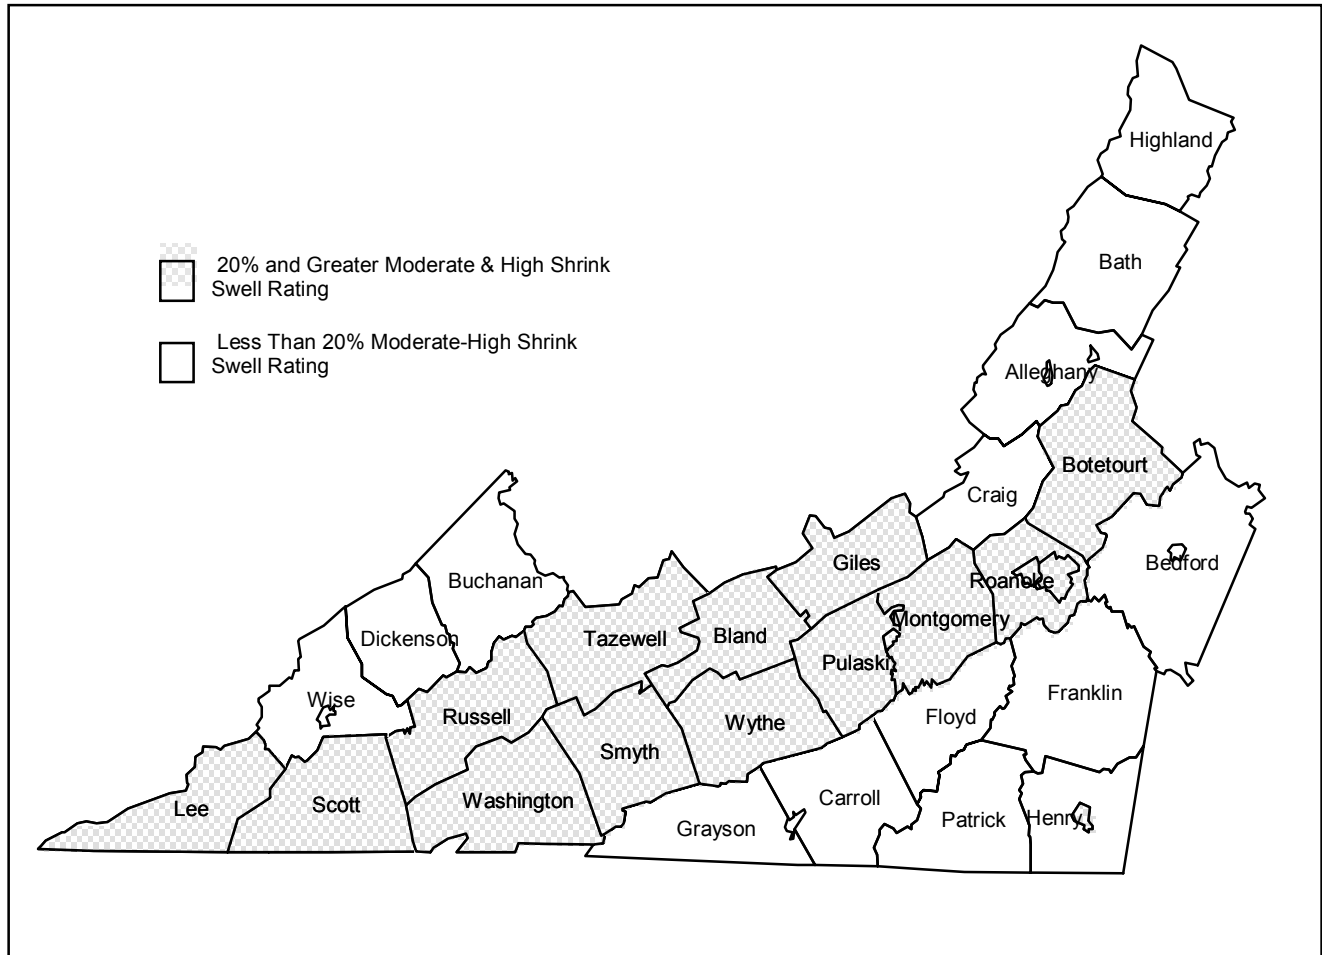 Highland
20% and Greater Moderate & High Shrink
Swell Rating
Bath
Less Than 20% Moderate-High Shrink
Swell Rating
Alleghany
Botetourt
Craig
Giles
Bedford
Buchanan
Roanoke
Montgomery
Dickenson
Tazewell
Bland
Pulaski
Franklin
Wise
Russell
Wythe
Floyd
Smyth
Lee
Scott
Washington
Carroll
Grayson
Patrick
Henry